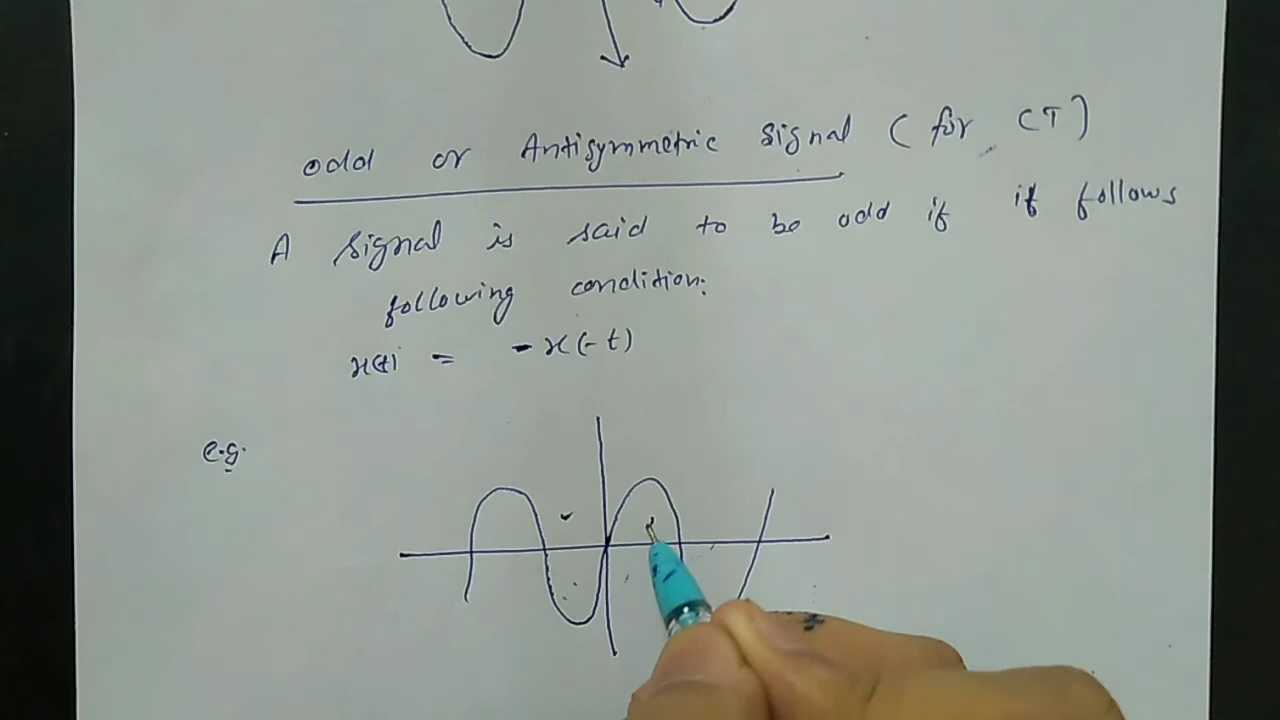 odd or Antisymmetric signal (for CT)
A signal is said to be odd if it follows
following condition:
x(t) = - x(- t)
e.g.